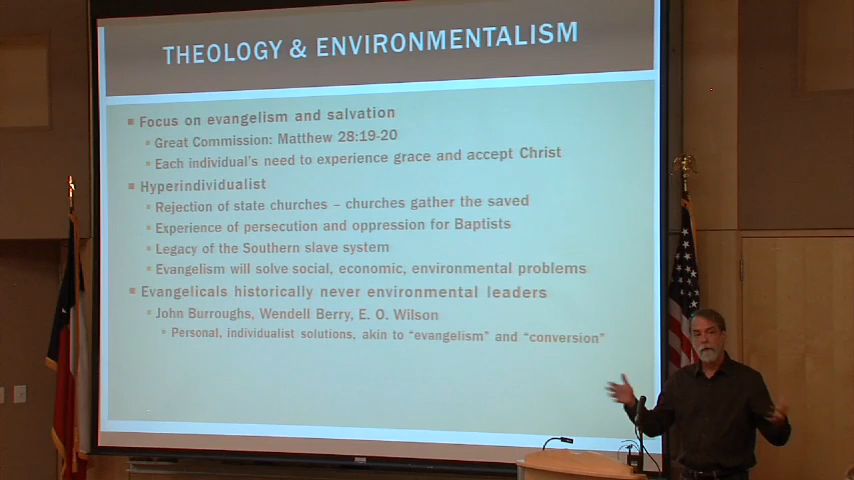 THEOLOGY & ENVIRONMENTALISM
Focus on evangelism and salvation
Great Commission: Matthew 28:19-20
Each individual's need to experience grace and accept Christ
Hyperindividualist
Rejection of state churches – churches gather the saved
Experience of persecution and oppression for Baptists
Legacy of the Southern slave system
Evangelism will solve social, economic, environmental problems
Evangelicals historically never environmental leaders
John Burroughs, Wendell Berry, E. O. Wilson
Personal, individualist solutions, akin to "evangelism" and "conversion"